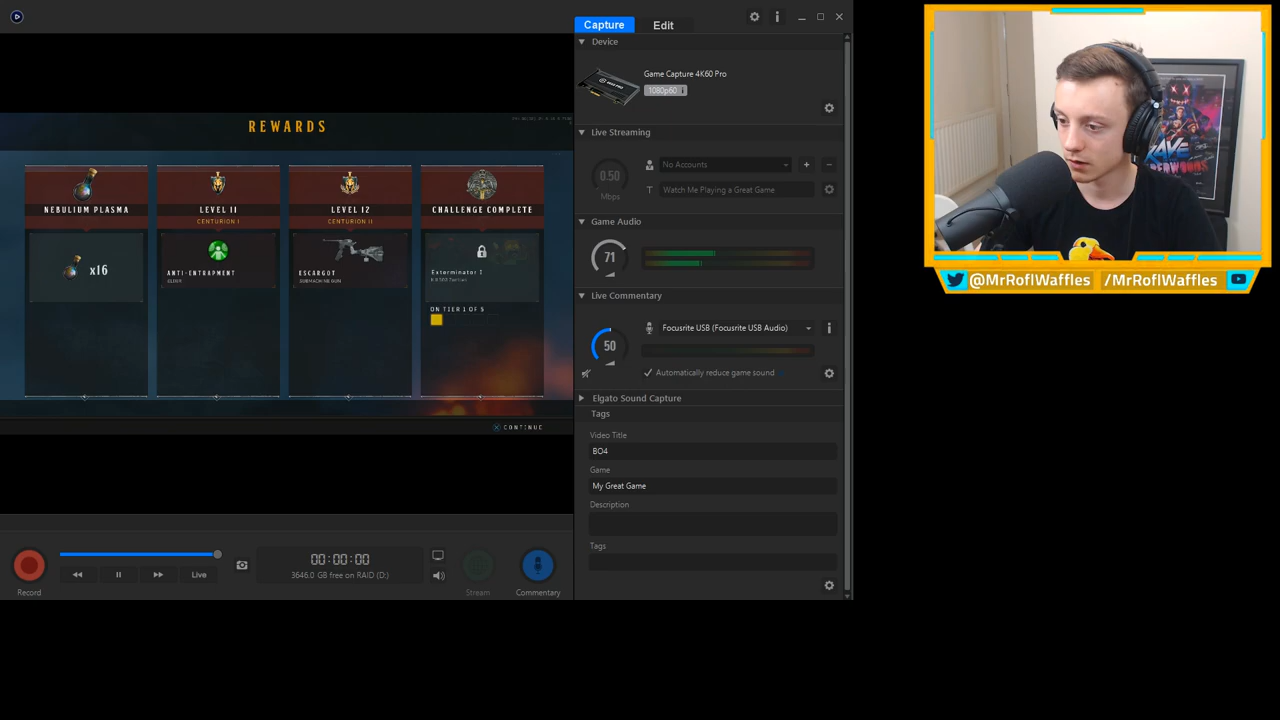 Capture
Edit
Device
Game Capture 4K60 Pro
1080p60
Live Streaming
0.50
Mbps
No Accounts
Watch Me Playing a Great Game
Game Audio
71
Live Commentary
50
Focusrite USB (Focusrite USB Audio)
Automatically reduce game sound
Elgato Sound Capture
Tags
Video Title
BO4
Game
My Great Game
Description
Tags
REWARDS
NEBULIUM PLASMA
x16
LEVEL 11
CENTURION I
ANTI-ENTRAPMENT
ELIXIR
LEVEL 12
CENTURION II
ESCARGOT
SUBMACHINE GUN
CHALLENGE COMPLETE
Exterminator I
ON TIER 1 OF 5
CONTINUE
Record
Live
00:00:00
3646.0 GB free on RAID (D:)
Stream
Commentary
@MrRoflWaffles
/MrRoflWaffles